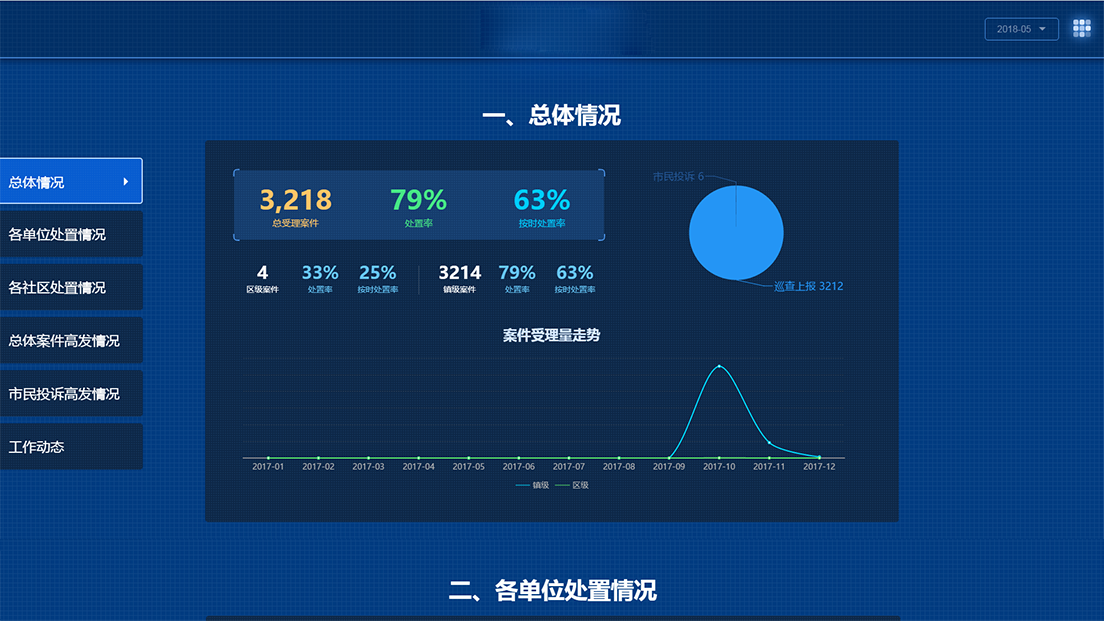 2018-05
一、总体情况
总体情况
各单位处置情况
各社区处置情况
总体案件高发情况
市民投诉高发情况
工作动态
3,218 79% 63%
总受理案件 处置率 按时处置率
4 33% 25% 3214 79% 63%
区级案件 处置率 按时处置率 镇级案件 处置率 按时处置率
市民投诉 6
巡查上报 3212
案件受理量走势
2017-01 2017-02 2017-03 2017-04 2017-05 2017-06 2017-07 2017-08 2017-09 2017-10 2017-11 2017-12
镇级 区级
二、各单位处置情况